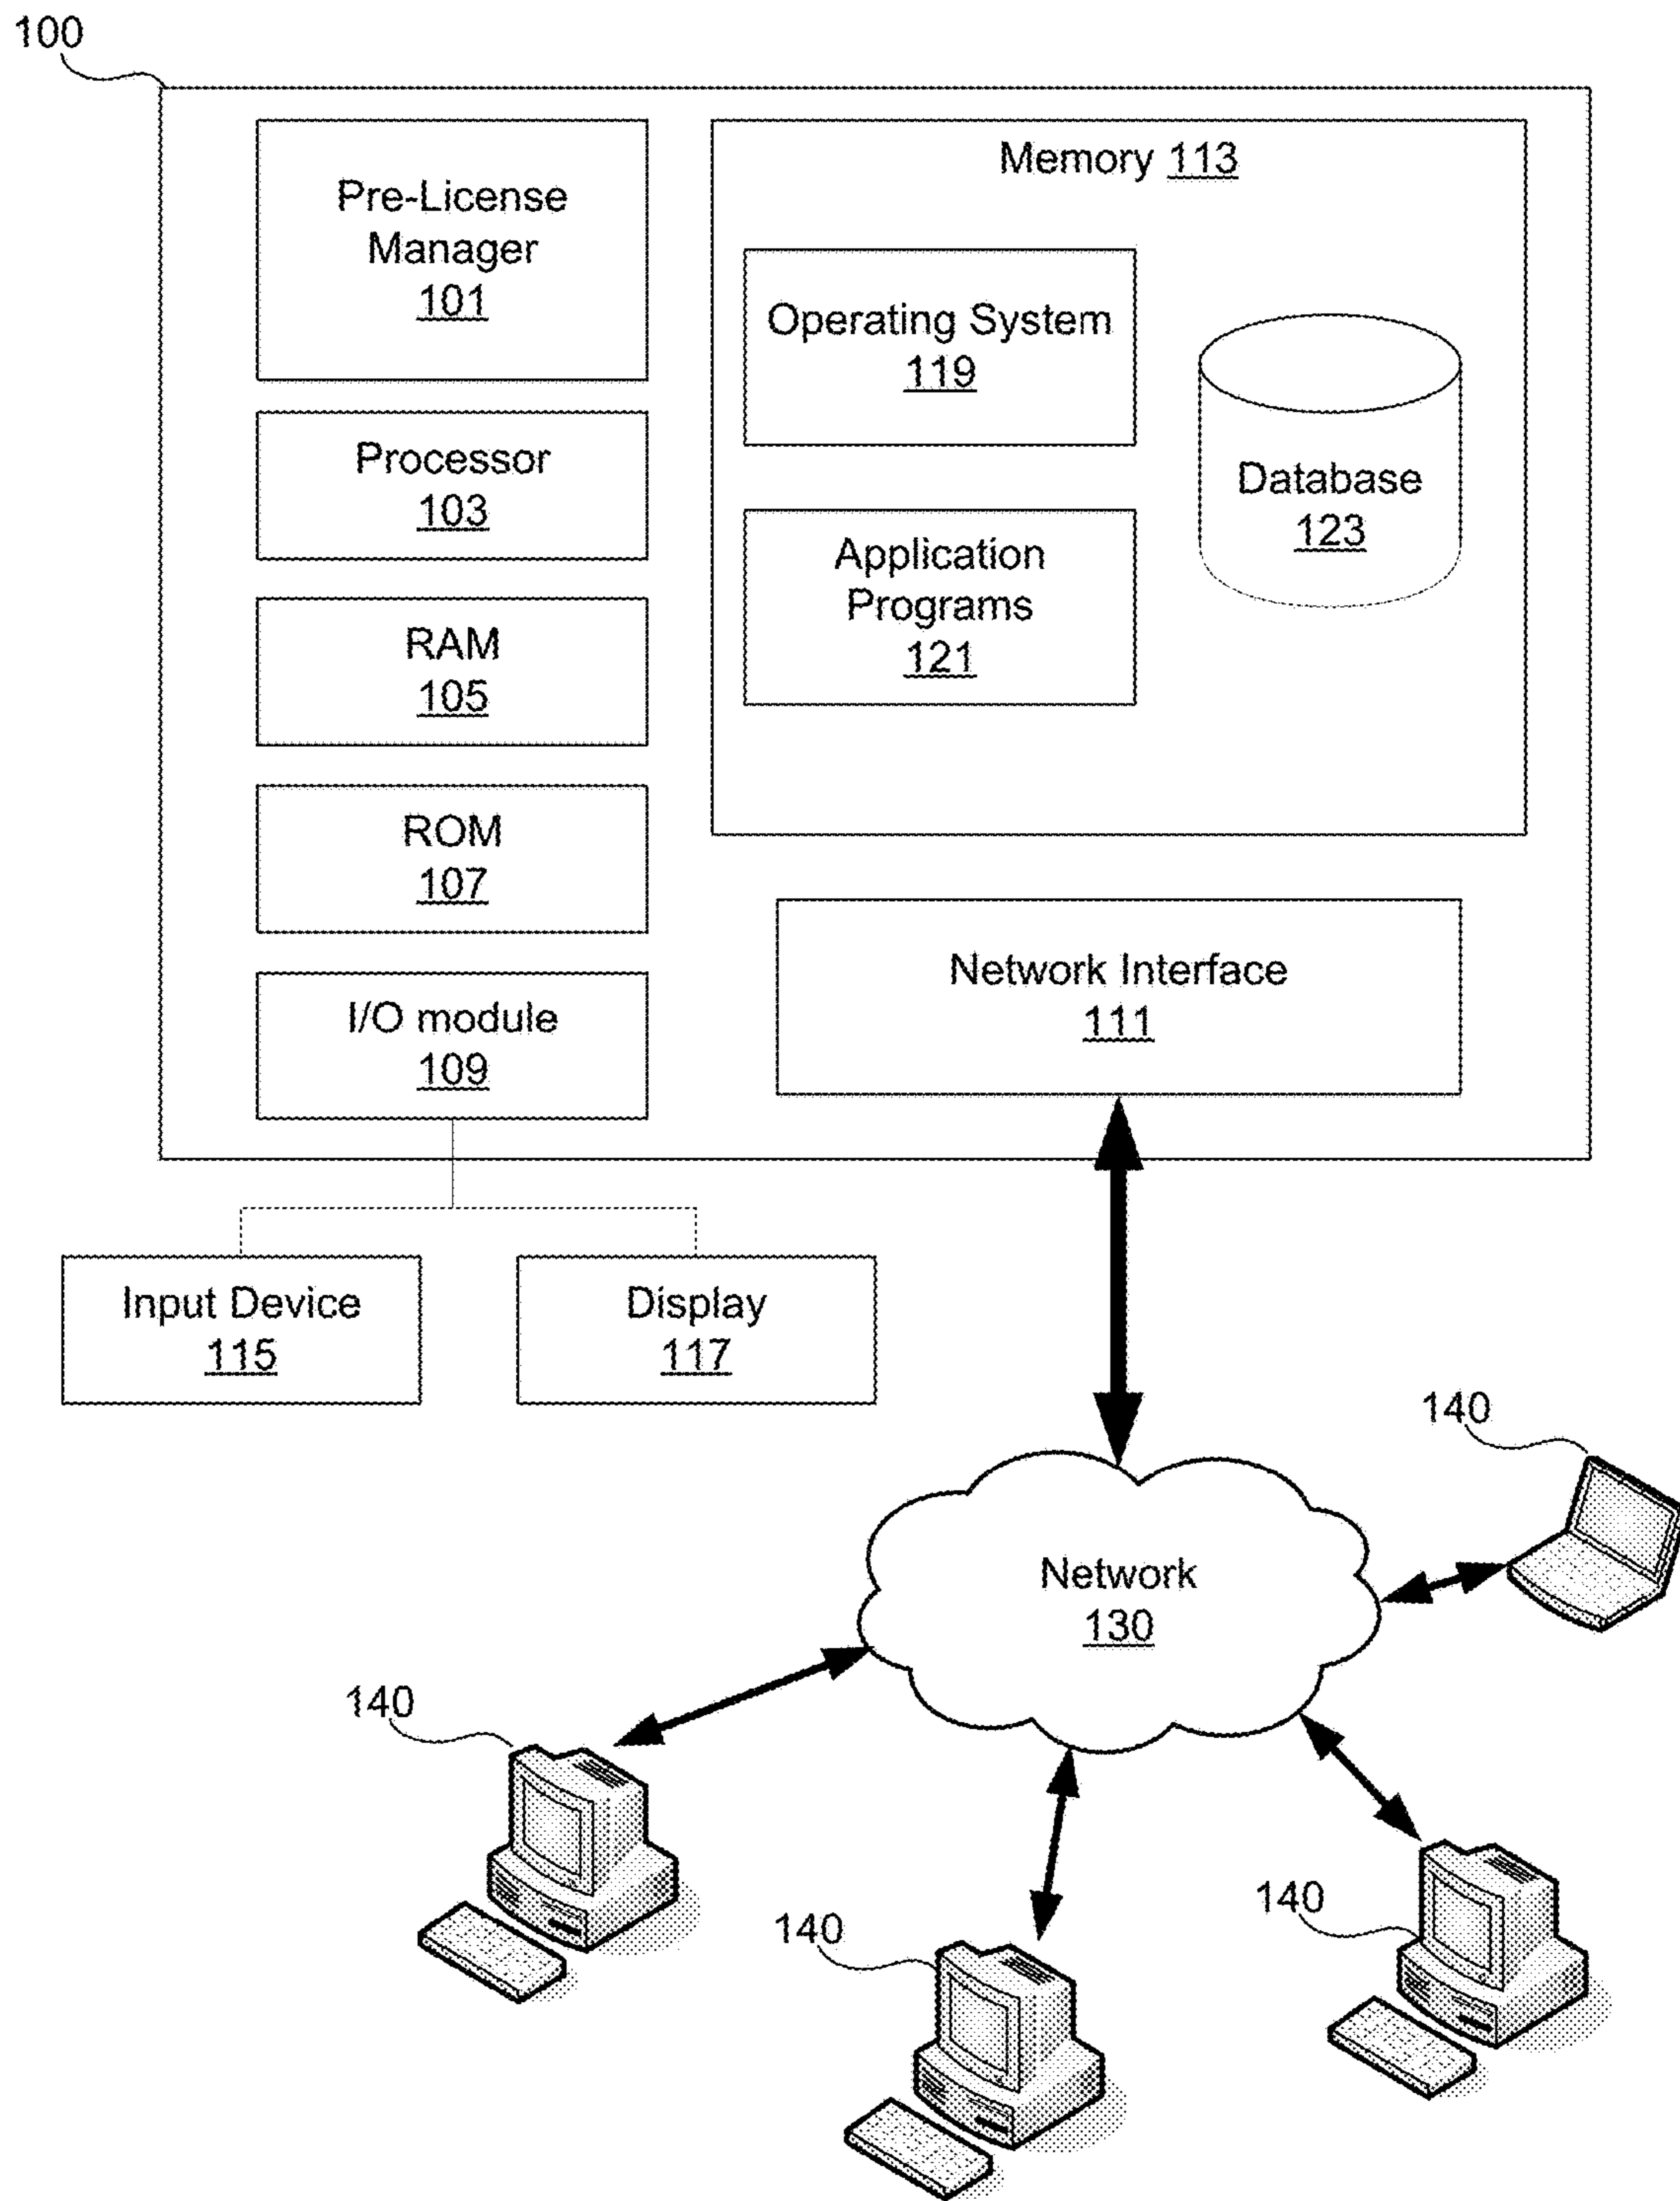 100
Pre-License
Manager
101
Processor
103
RAM
105
ROM
107
I/O module
109
Memory 113
Operating System
119
Application
Programs
121
Database
123
Network Interface
111
Input Device
115
Display
117
Network
130
140
140
140
140